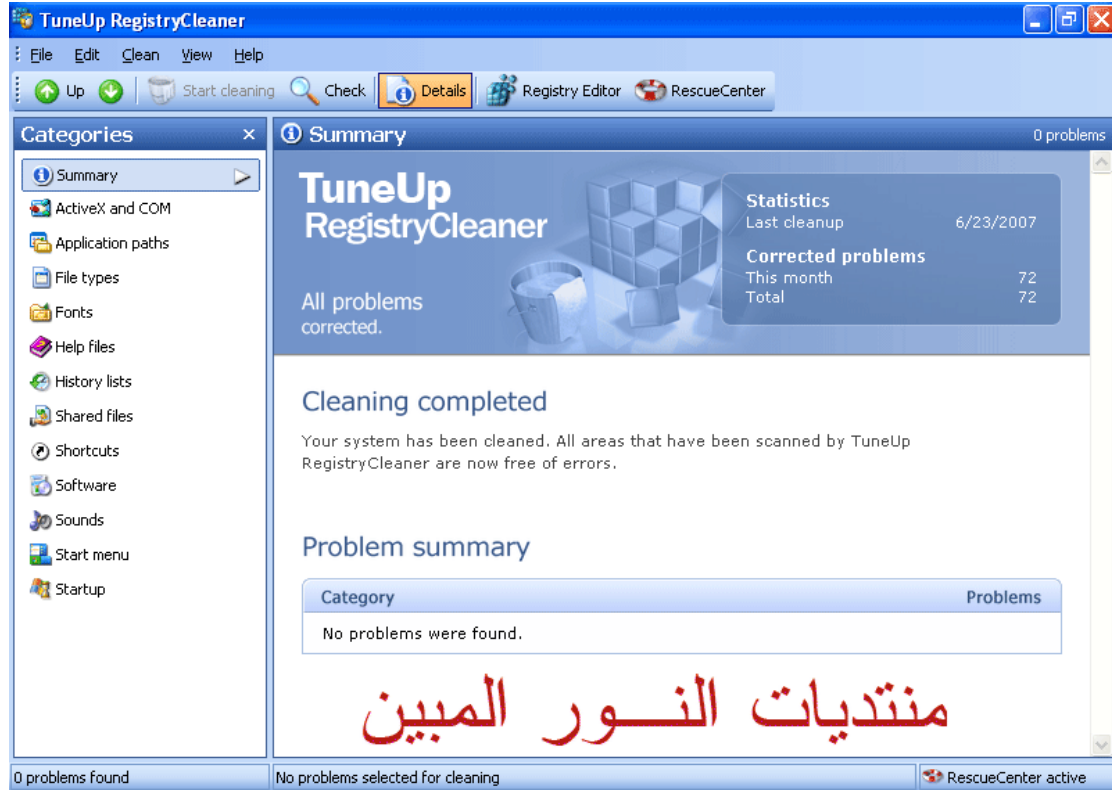 TuneUp RegistryCleaner
File Edit Clean View Help
Up Start cleaning Check Details Registry Editor RescueCenter
Categories
Summary
ActiveX and COM
Application paths
File types
Fonts
Help files
History lists
Shared files
Shortcuts
Software
Sounds
Start menu
Startup
Summary 0 problems
TuneUp
RegistryCleaner
All problems
corrected.
Statistics
Last cleanup 6/23/2007
Corrected problems
This month 72
Total 72
Cleaning completed
Your system has been cleaned. All areas that have been scanned by TuneUp
RegistryCleaner are now free of errors.
Problem summary
Category Problems
No problems were found.
منتديات النـــور المبين
0 problems found No problems selected for cleaning RescueCenter active